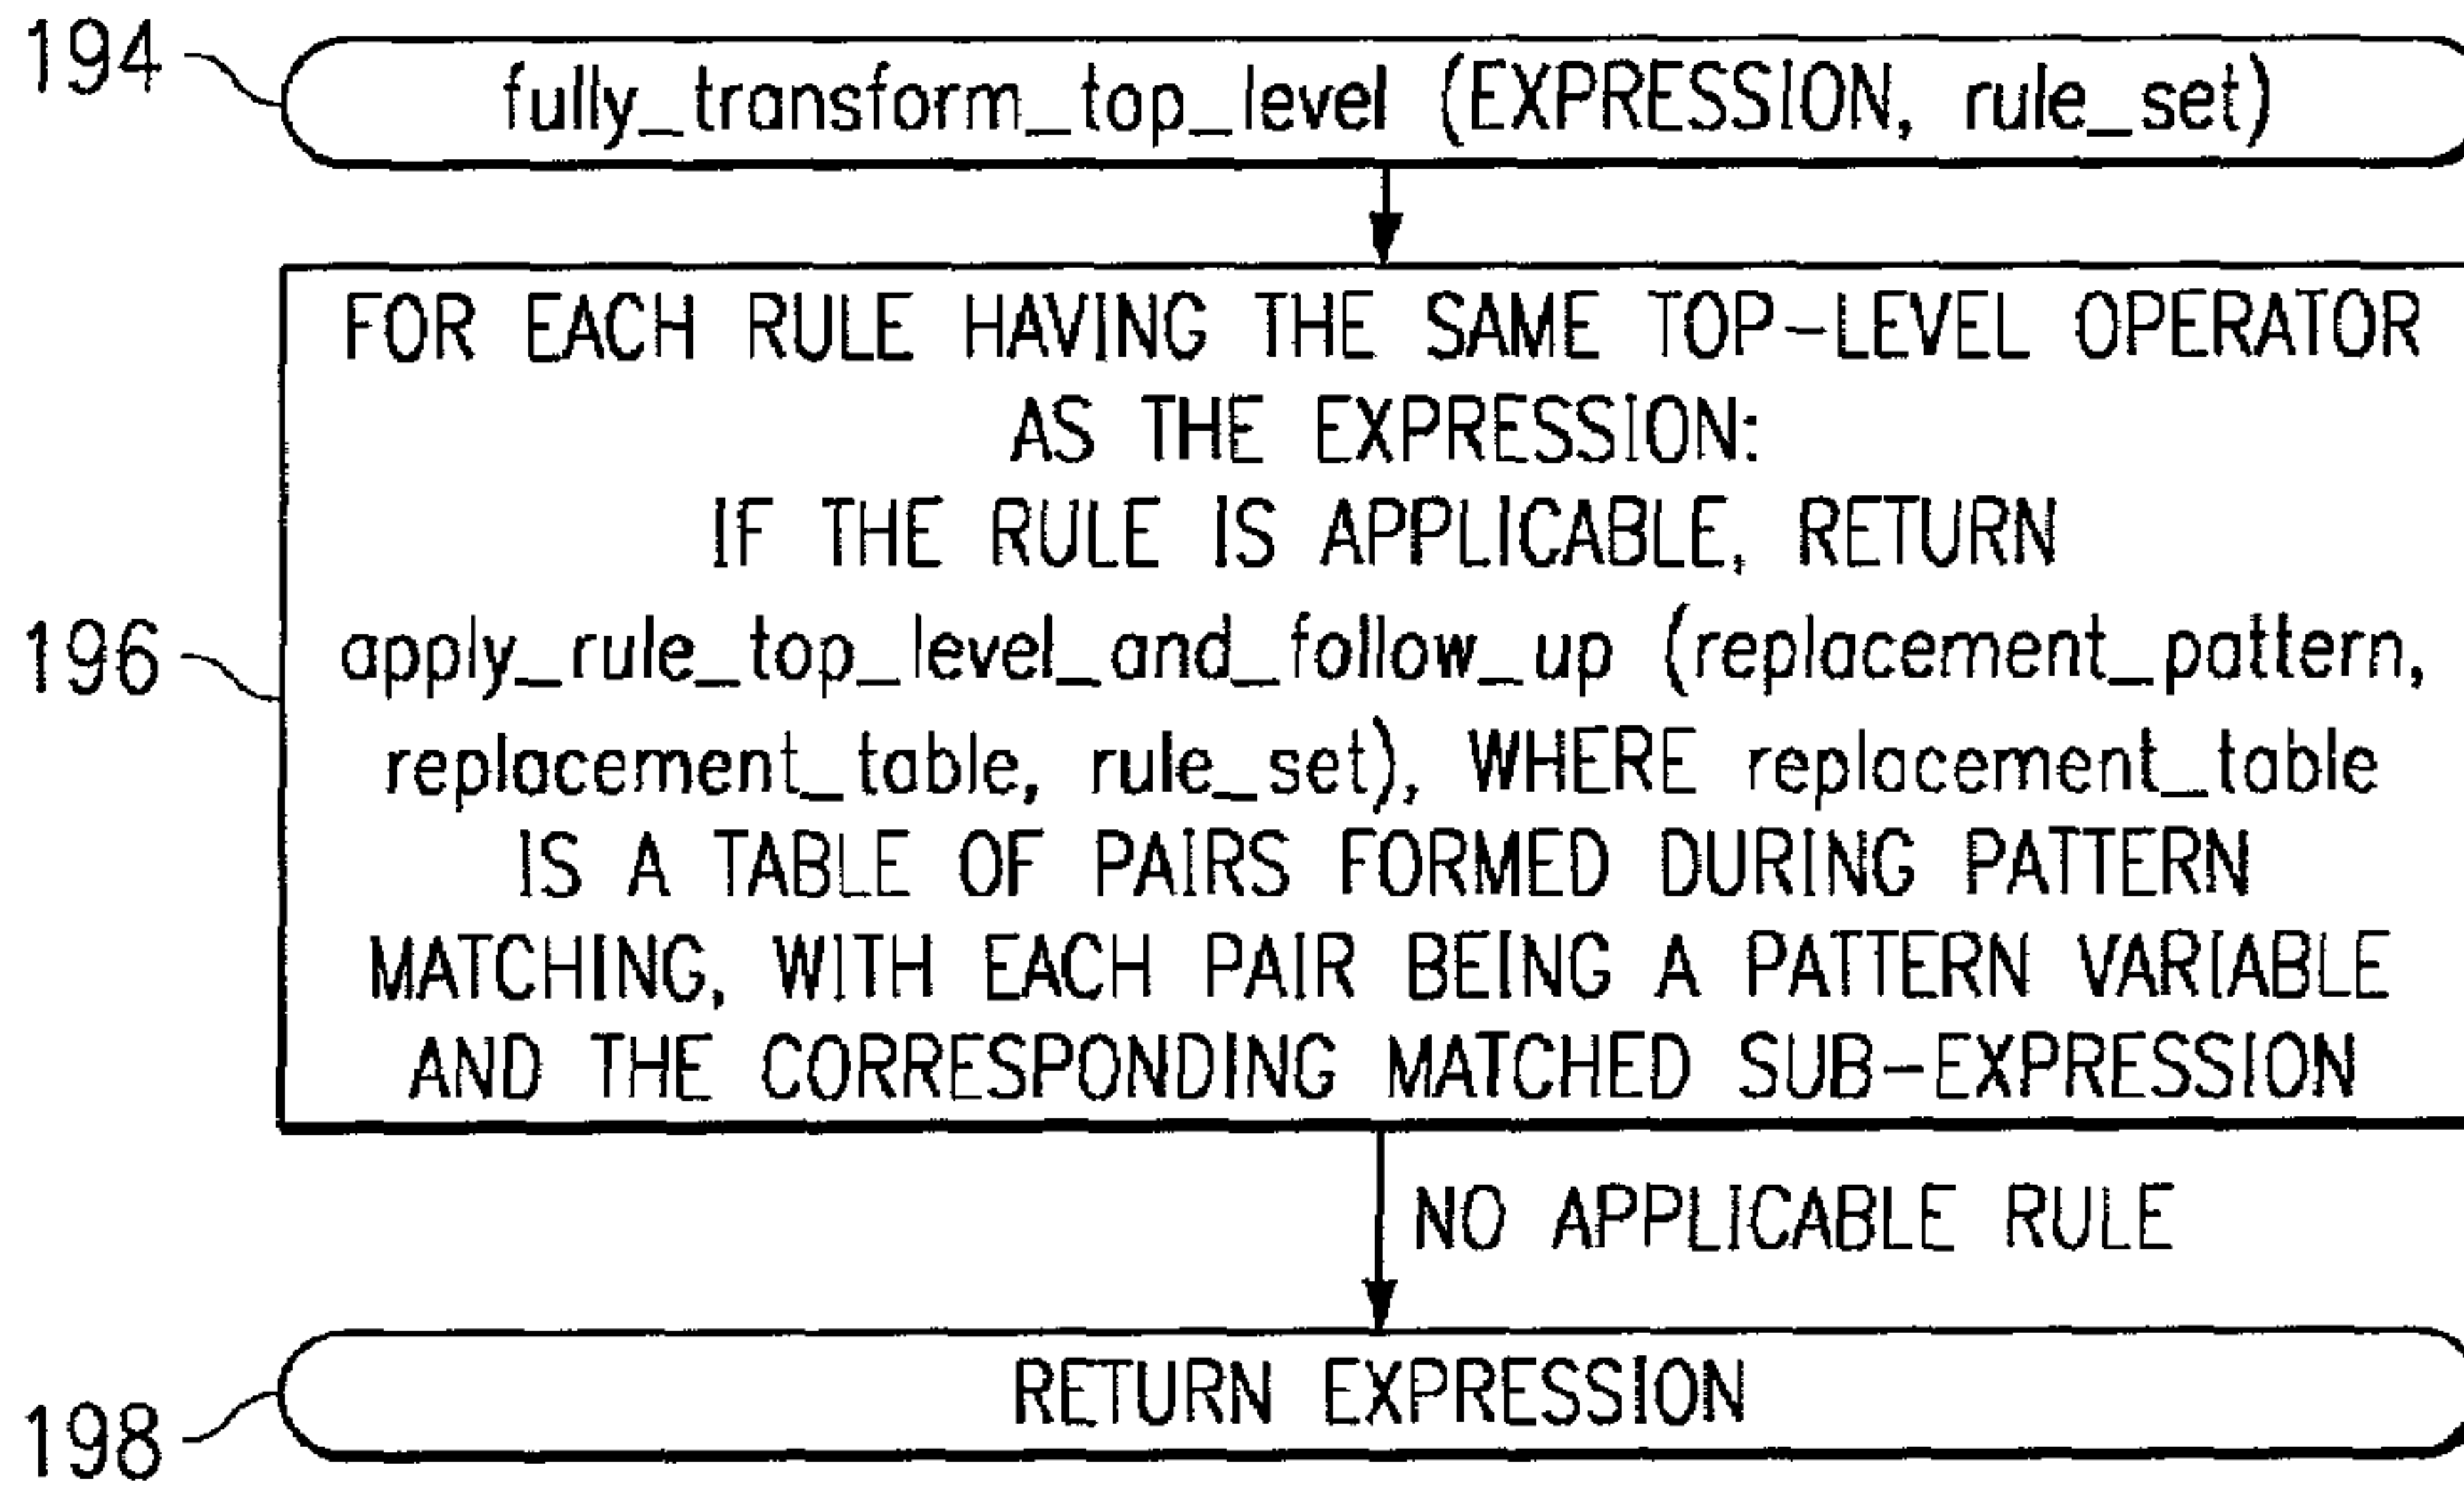 194
fully_transform_top_level (EXPRESSION, rule_set)
FOR EACH RULE HAVING THE SAME TOP-LEVEL OPERATOR
AS THE EXPRESSION:
IF THE RULE IS APPLICABLE, RETURN
196
apply_rule_top_level_and_follow_up (replacement_pattern,
replacement_table, rule_set), WHERE replacement_table
IS A TABLE OF PAIRS FORMED DURING PATTERN
MATCHING, WITH EACH PAIR BEING A PATTERN VARIABLE
AND THE CORRESPONDING MATCHED SUB-EXPRESSION
NO APPLICABLE RULE
RETURN EXPRESSION
198